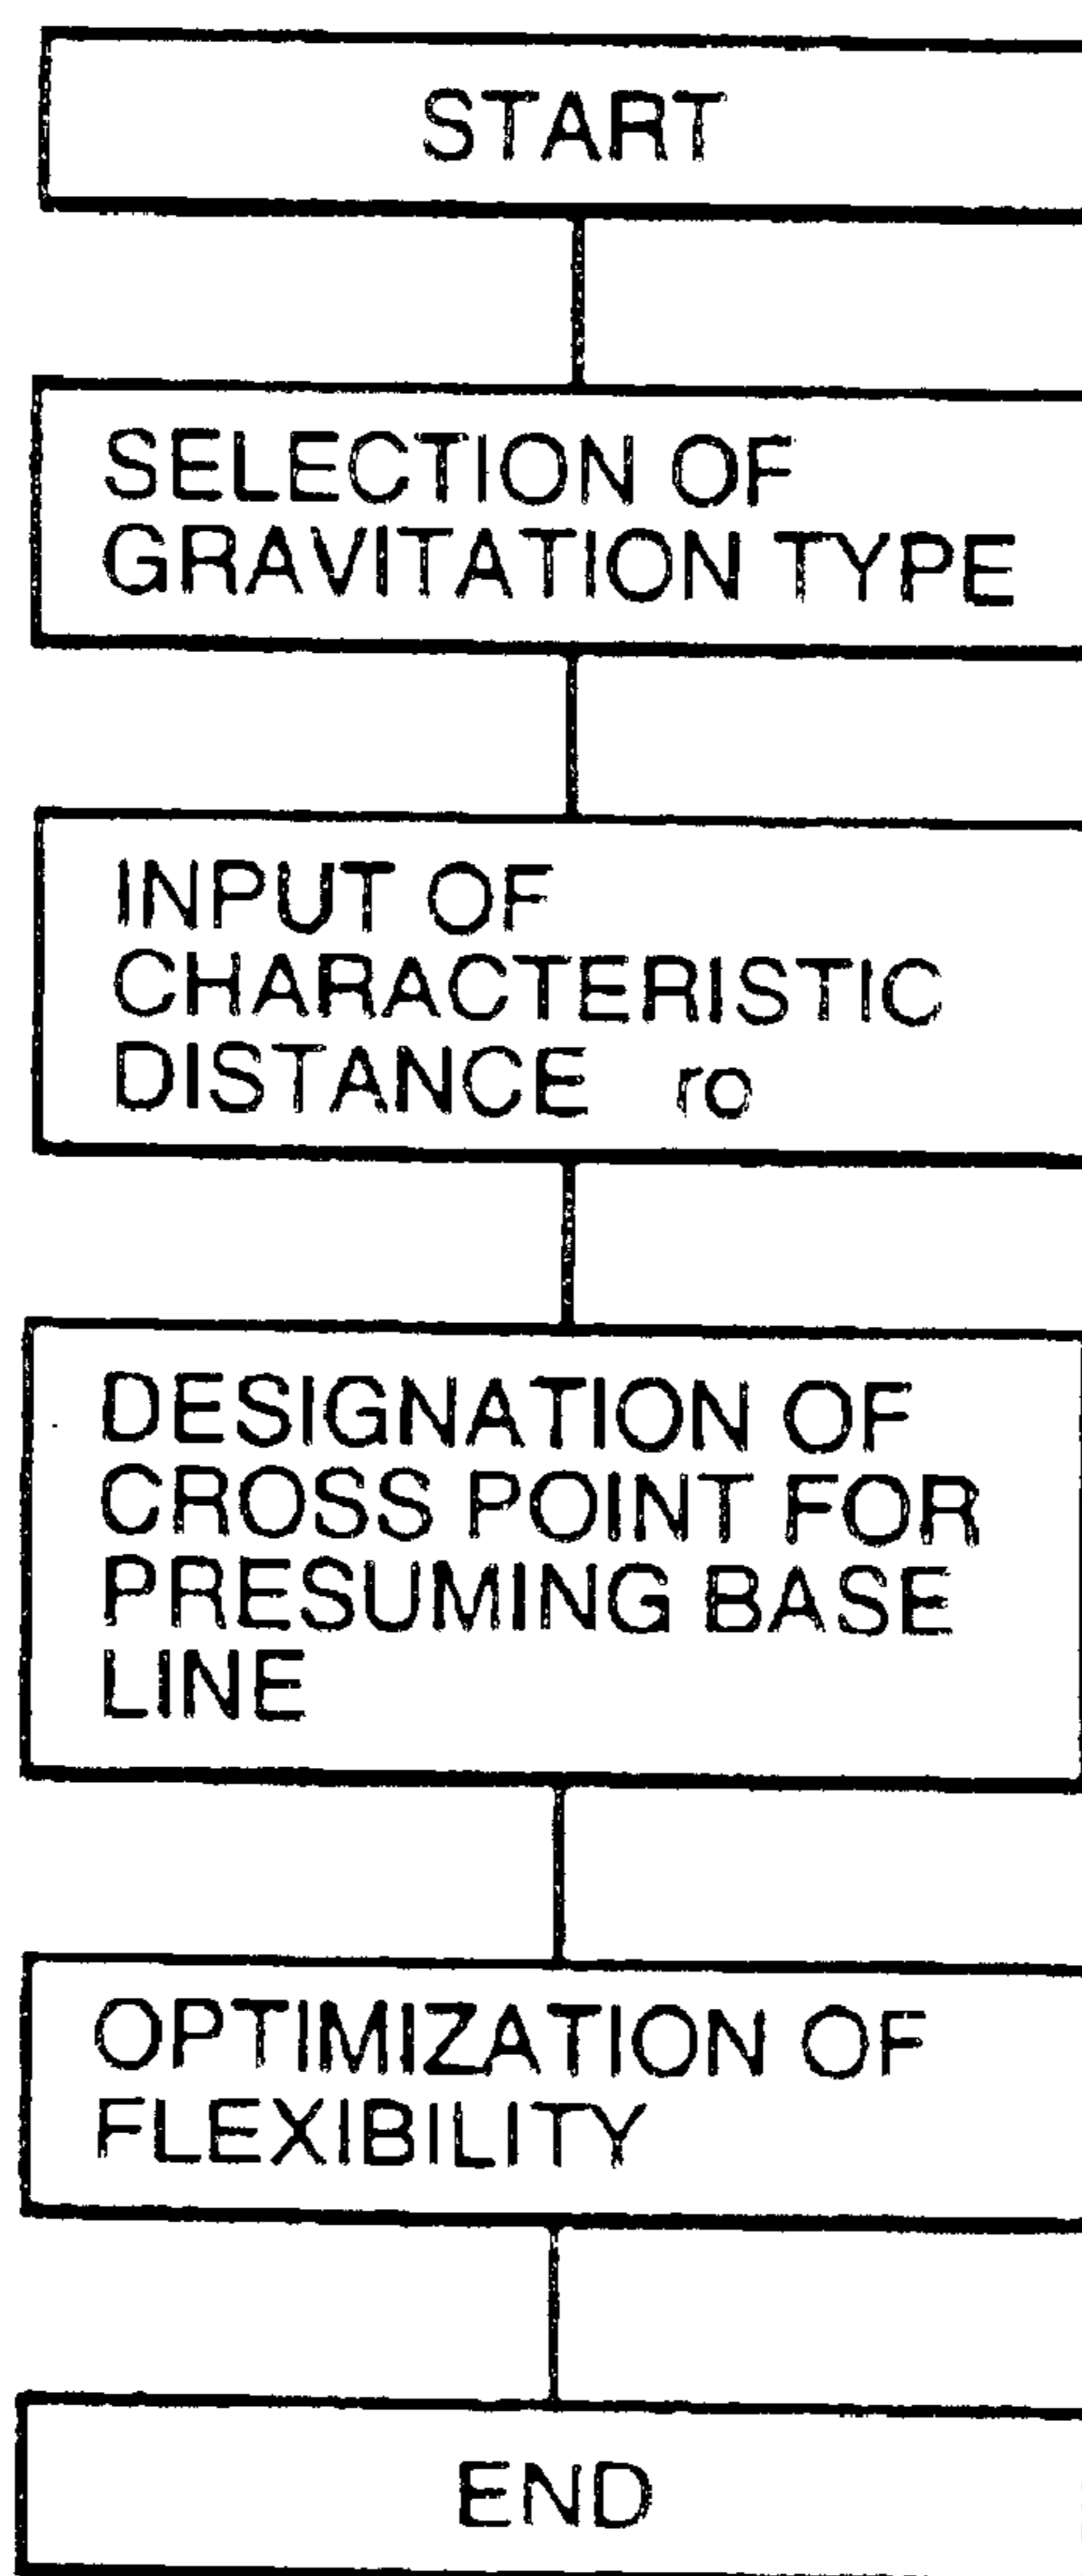 START
SELECTION OF
GRAVITATION TYPE
INPUT OF
CHARACTERISTIC
DISTANCE ro
DESIGNATION OF
CROSS POINT FOR
PRESUMING BASE
LINE
OPTIMIZATION OF
FLEXIBILITY
END